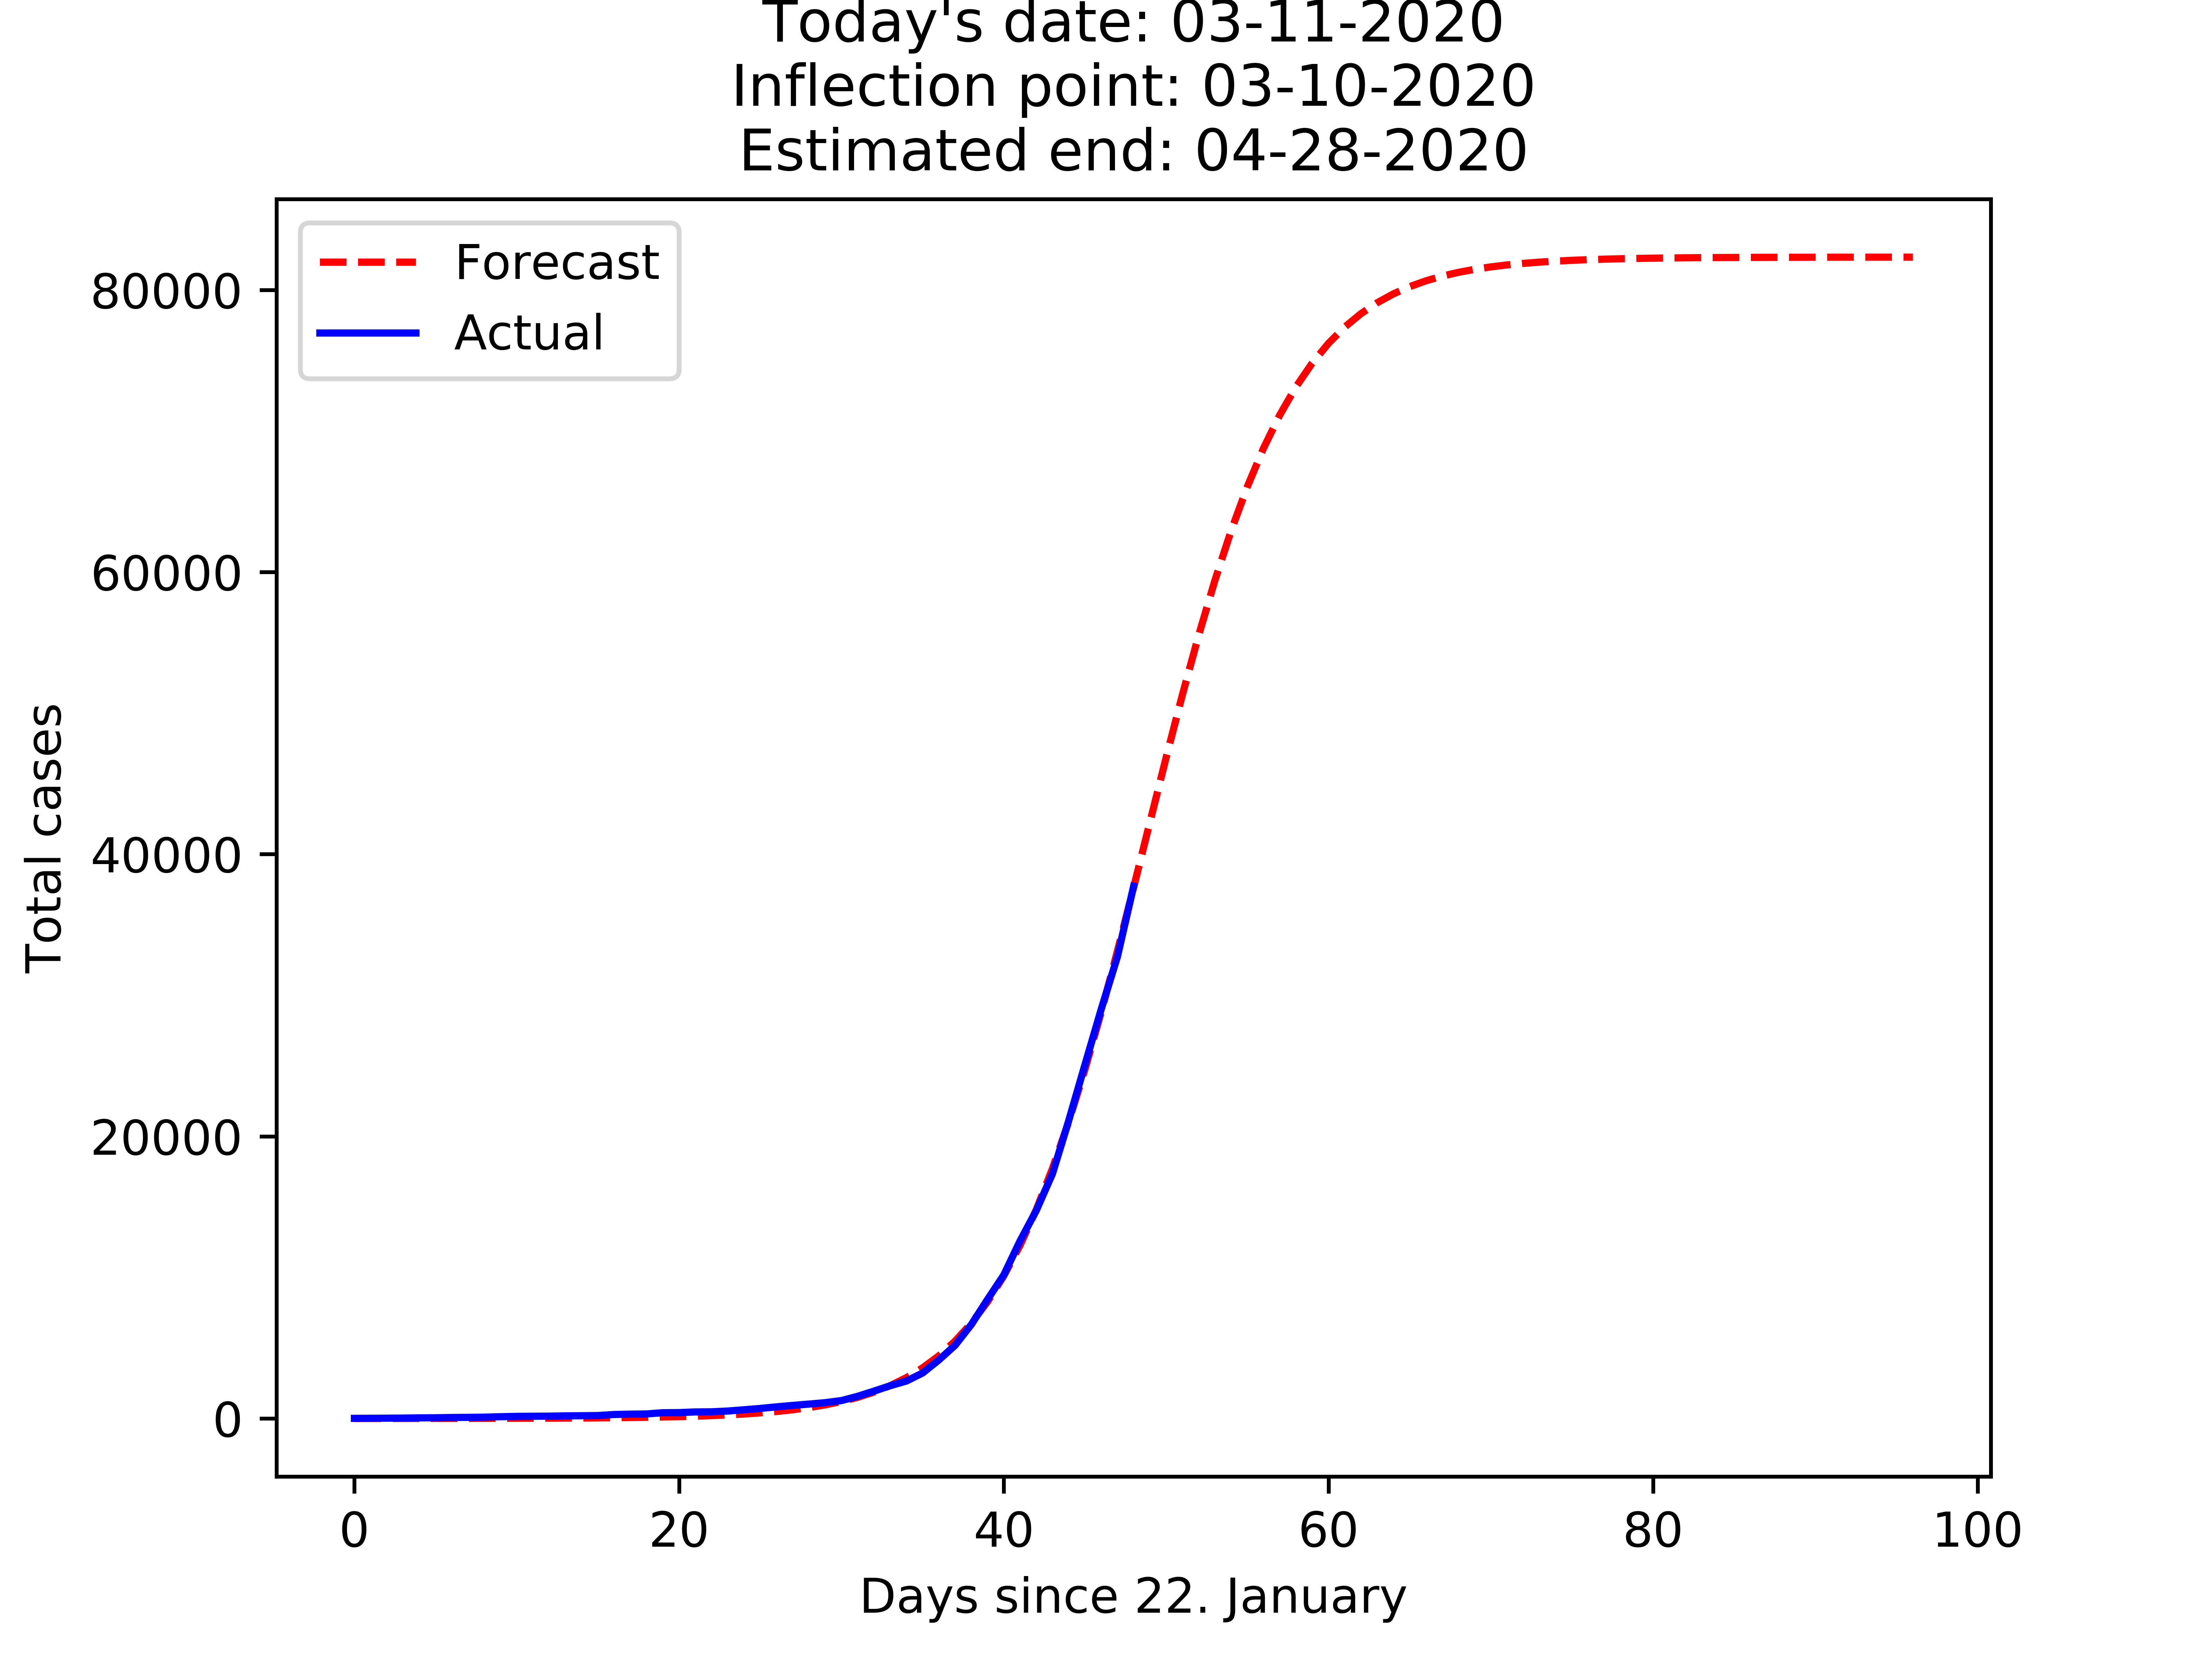 Today's date: 03-11-2020
Inflection point: 03-10-2020
Estimated end: 04-28-2020
Forecast
Actual
80000
60000
40000
20000
0
Total cases
0 20 40 60 80 100
Days since 22. January